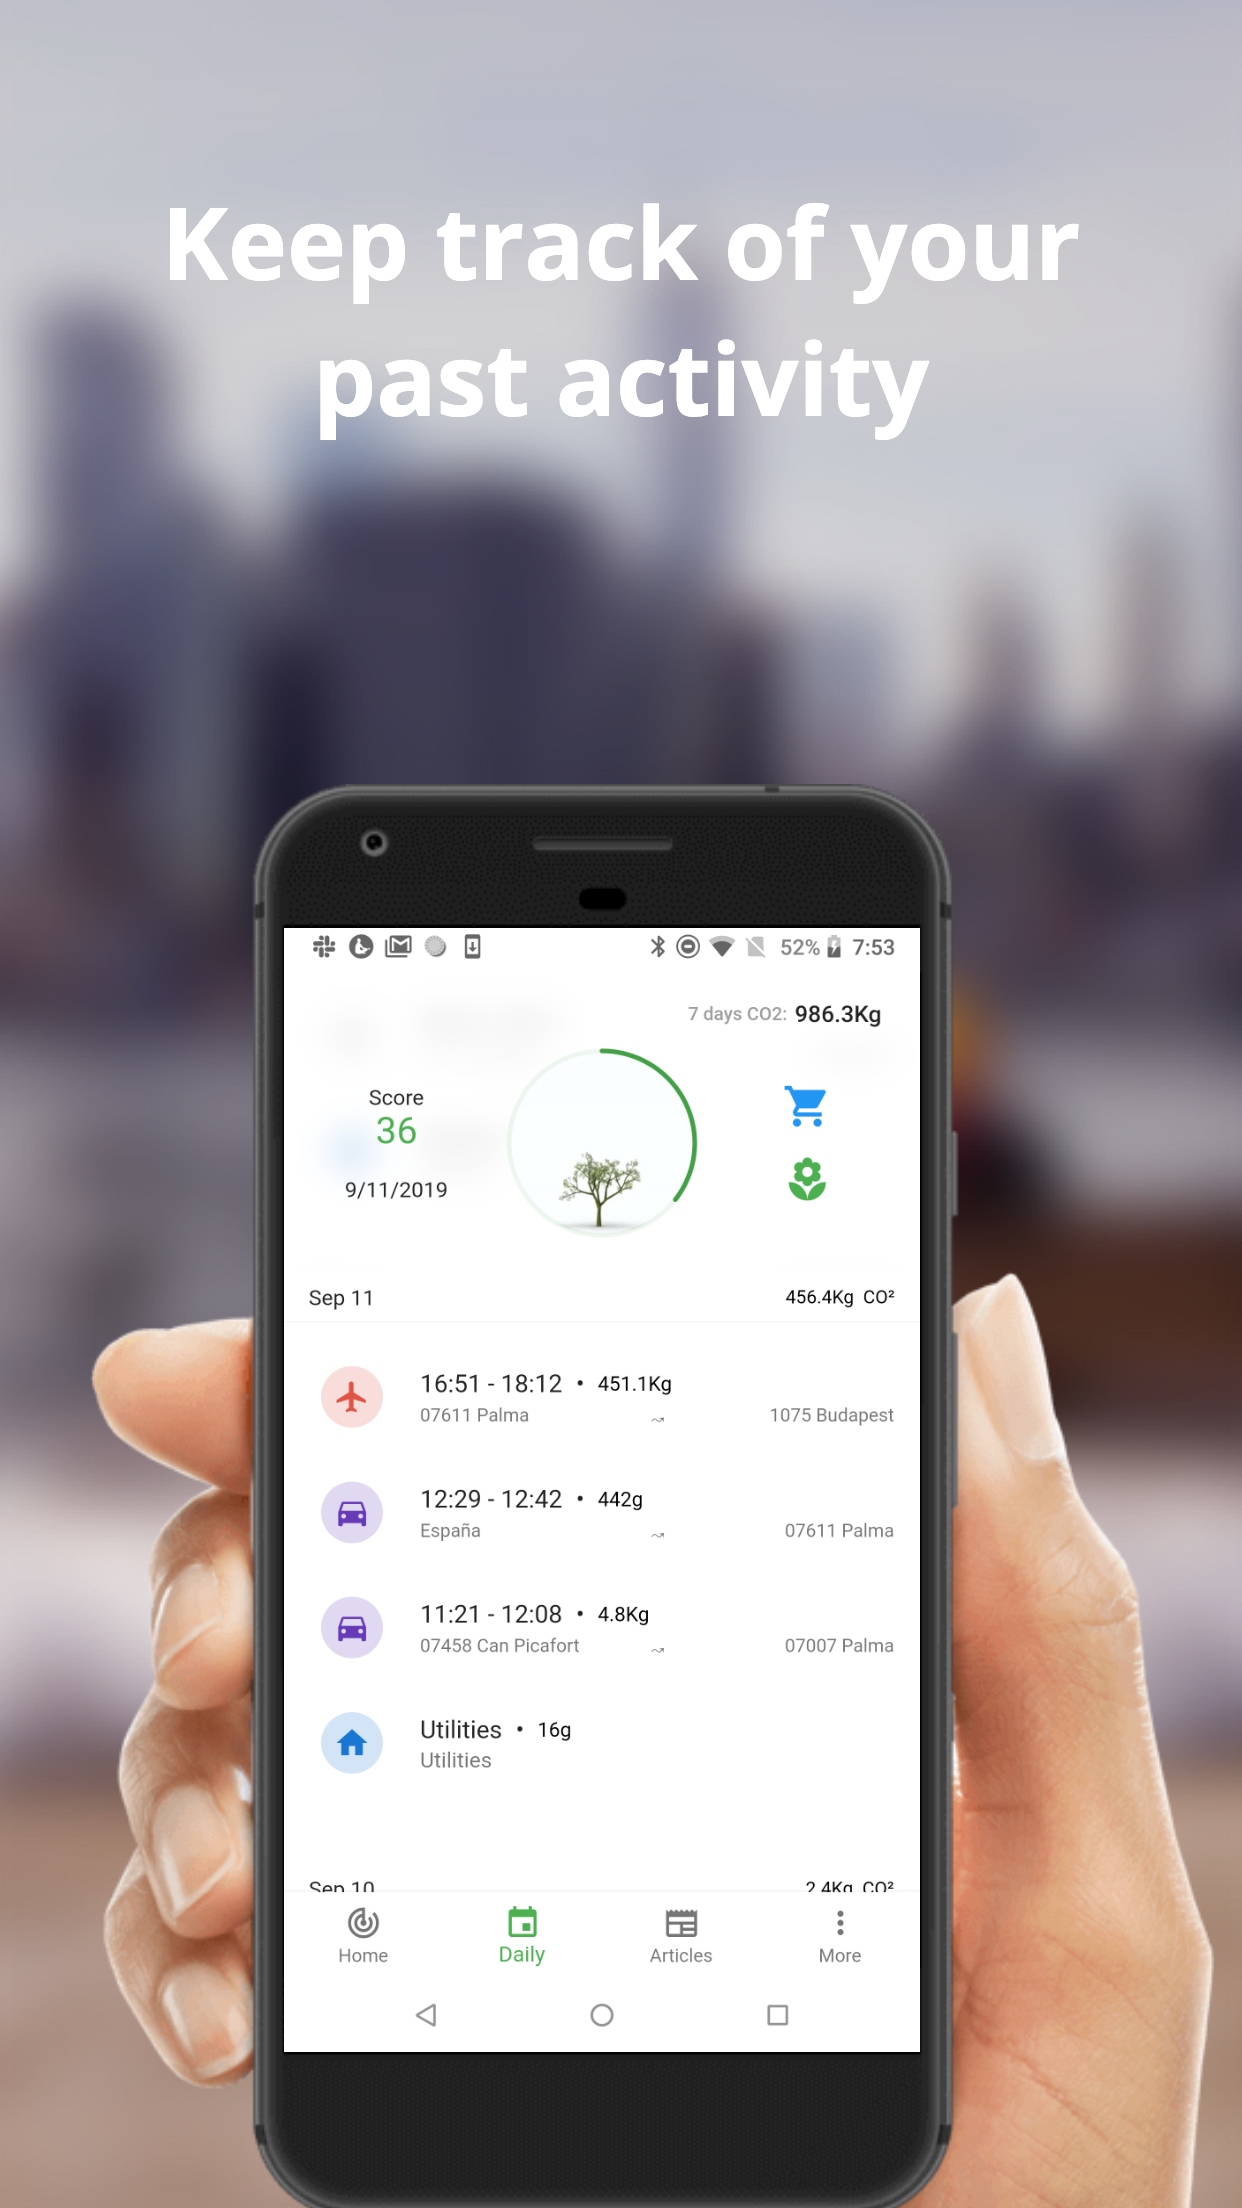 Keep track of your
past activity
52% 7:53
7 days CO2: 986.3Kg
Score
36
9/11/2019
Sep 11 456.4Kg CO²
16:51 - 18:12 • 451.1Kg
07611 Palma 1075 Budapest
12:29 - 12:42 • 442g
España 07611 Palma
11:21 - 12:08 • 4.8Kg
07458 Can Picafort 07007 Palma
Utilities • 16g
Utilities
Sep 10 2.4Kg CO²
Home Daily Articles More